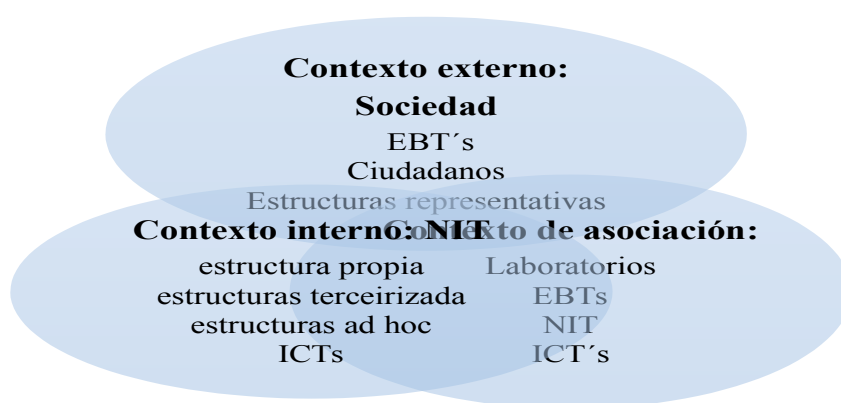 Contexto externo:
Sociedad
EBT´s
Ciudadanos
Estructuras representativas
Contexto interno: NIT
estructura propia
estructuras terceirizada
estructuras ad hoc
ICTs
Contexto de asociación:
Laboratorios
EBTs
NIT
ICT´s